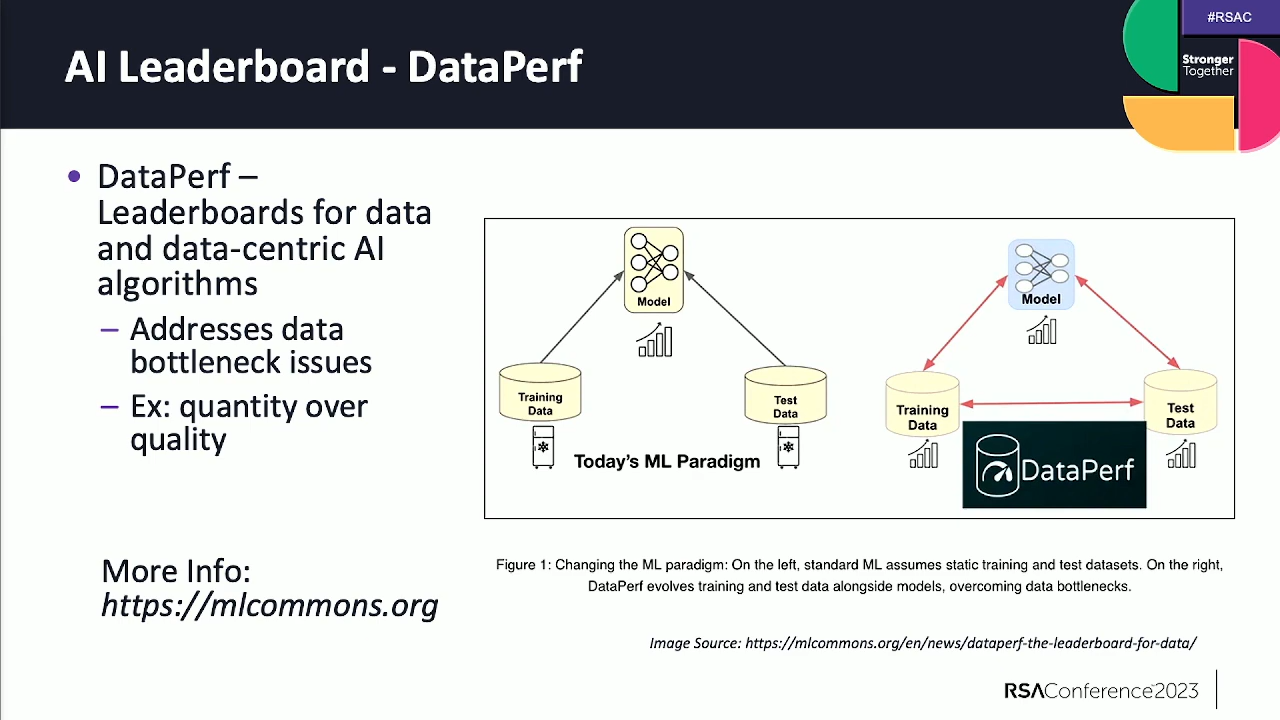 #RSAC
Stronger
Together
AI Leaderboard - DataPerf
• DataPerf –
Leaderboards for data
and data-centric AI
algorithms
– Addresses data
bottleneck issues
– Ex: quantity over
quality
More Info:
https://mlcommons.org
Model
Training
Data
Test
Data
Today's ML Paradigm
Model
Training
Data
Test
Data
DataPerf
Figure 1: Changing the ML paradigm: On the left, standard ML assumes static training and test datasets. On the right,
DataPerf evolves training and test data alongside models, overcoming data bottlenecks.
Image Source: https://mlcommons.org/en/news/dataperf-the-leaderboard-for-data/
RSAConference™2023